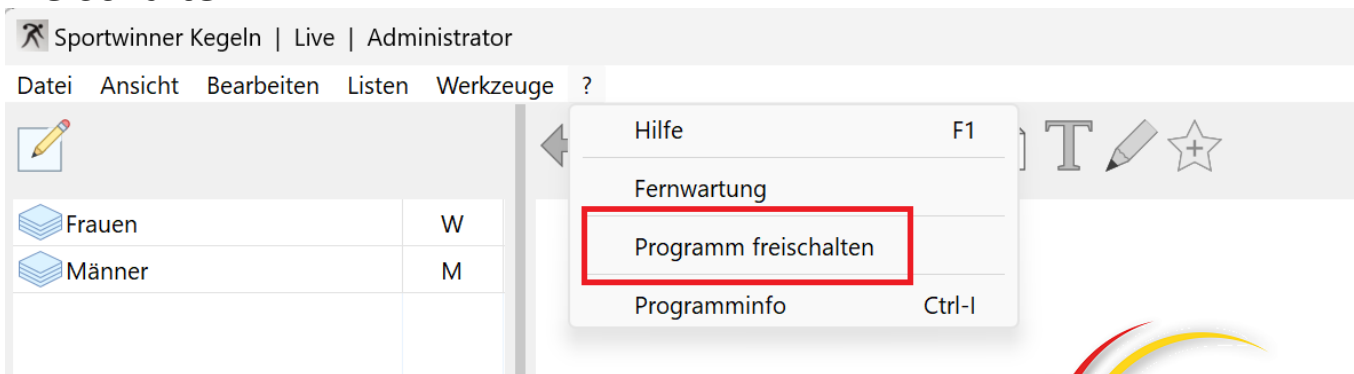 Sportwinner Kegeln | Live | Administrator
Datei Ansicht Bearbeiten Listen Werkzeuge ?
Hilfe F1
Fernwartung
Frauen W
Programm freischalten
Männer M
Programminfo Ctrl-I